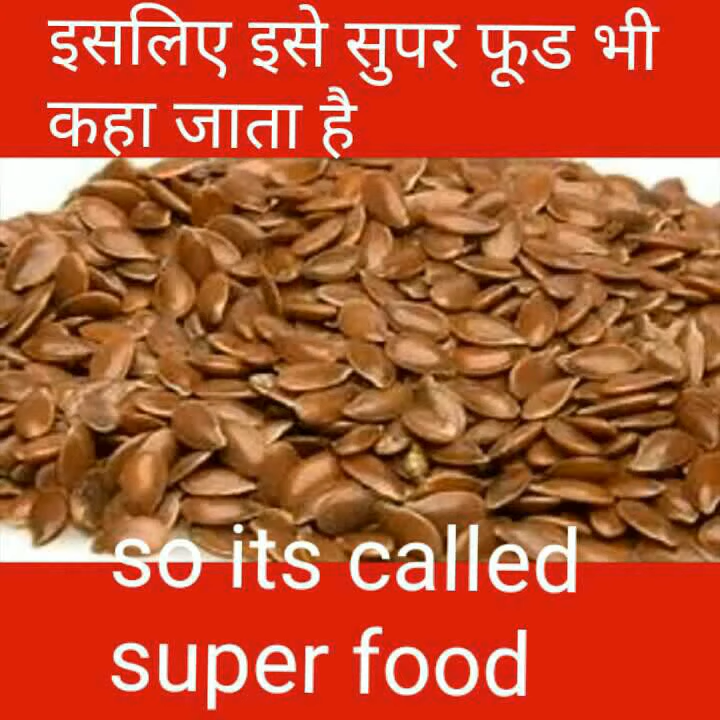 इसलिए इसे सुपर फूड भी
कहा जाता है
so its called
super food